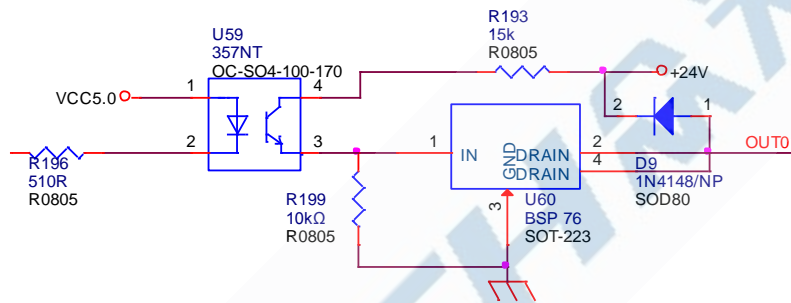 R193
15k
R0805
U59
357NT
OC-SO4-100-170
+24V
VCC5.0
1
4
2
1
2
3
1
IN
GND
DRAIN
DRAIN
2
4
OUT0
R196
510R
R0805
R199
10kΩ
R0805
3
U60
BSP 76
SOT-223
D9
1N4148/NP
SOD80